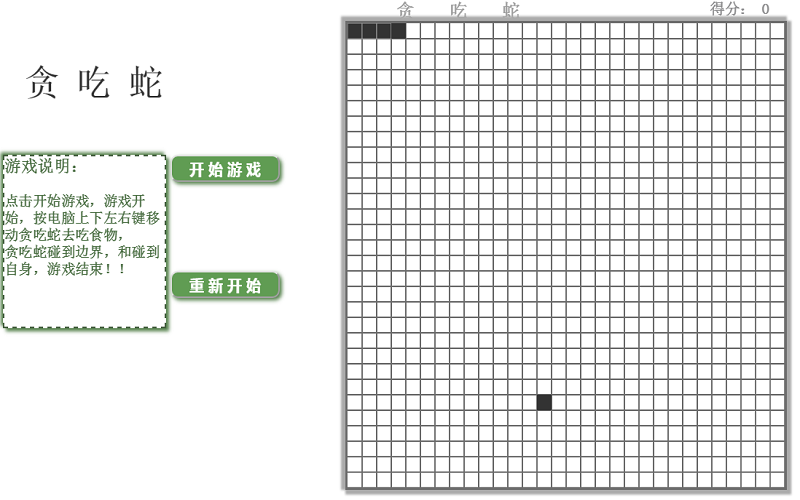 贪 吃 蛇
得分： 0
贪 吃 蛇
游戏说明：
开始游戏
点击开始游戏，游戏开
始，按电脑上下左右键移
动贪吃蛇去吃食物，
贪吃蛇碰到边界，和碰到
自身，游戏结束！！
重新开始